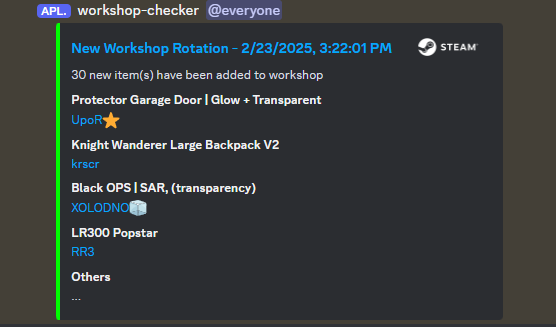 APL. workshop-checker @everyone
New Workshop Rotation - 2/23/2025, 3:22:01 PM
STEAM™
30 new item(s) have been added to workshop
Protector Garage Door | Glow + Transparent
UpoR⭐
Knight Wanderer Large Backpack V2
krscr
Black OPS | SAR, (transparency)
XOLODNO🧊
LR300 Popstar
RR3
Others
...